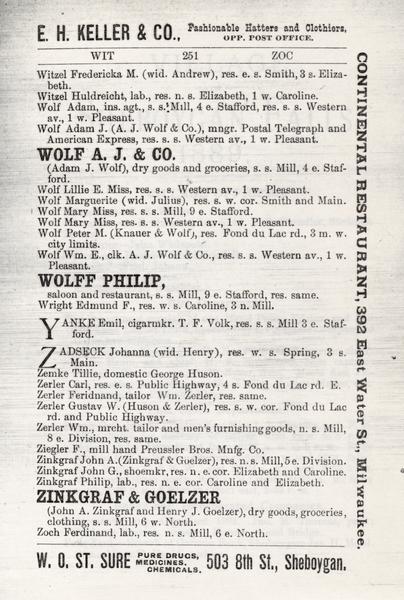 E. H. KELLER & CO., Fashionable Hatters and Clothiers,
OPP. POST OFFICE.
WIT 251 ZOC
Witzel Fredericka M. (wid. Andrew), res. e. s. Smith, 3 s. Eliza-
beth.
Witzel Huldreicht, lab., res. n. s. Elizabeth, 1 w. Caroline.
Wolf Adam, ins. agt., s. s. Mill, 4 e. Stafford, res. s. s. Western
av., 1 w. Pleasant.
Wolf Adam J. (A. J. Wolf & Co.), mngr. Postal Telegraph and
American Express, res. s. s. Western av., 1 w. Pleasant.
WOLF A. J. & CO.
(Adam J. Wolf), dry goods and groceries, s. s. Mill, 4 e. Staf-
ford.
Wolf Lillie E. Miss, res. s. s. Western av., 1 w. Pleasant.
Wolf Marguerite (wid. Julius), res. s. w. cor. Smith and Main.
Wolf Mary Miss, res. s. s. Mill, 9 e. Stafford.
Wolf Mary Miss, res. s. s. Western av., 1 w. Pleasant.
Wolf Peter M. (Knauer & Wolf), res. Fond du Lac rd., 3 m. w.
city limits.
Wolf Wm. E., clk. A. J. Wolf & Co., res. s. s. Western av., 1 w.
Pleasant.
WOLFF PHILIP,
saloon and restaurant, s. s. Mill, 9 e. Stafford, res. same.
Wright Edmund F., res. w. s. Caroline, 3 n. Mill.
YANKE Emil, cigarmkr. T. F. Volk, res. s. s. Mill 3 e. Staf-
ford.
ZADSECK Johanna (wid. Henry), res. w. s. Spring, 3 s.
Main.
Zemke Tillie, domestic George Huson.
Zerler Carl, res. e. s. Public Highway, 4 s. Fond du Lac rd. E.
Zerler Feridnand, tailor Wm. Zerler, res. same.
Zerler Gustav W. (Huson & Zerler), res. s. w. cor. Fond du Lac
rd. and Public Highway.
Zerler Wm., mrcht. tailor and men's furnishing goods, n. s. Mill,
8 e. Division, res. same.
Ziegler F., mill hand Preussler Bros. Mnfg. Co.
Zinkgraf John A. (Zinkgraf & Goelzer), res. n. s. Mill, 5 e. Division.
Zinkgraf John G., shoemkr, res. n. e. cor. Elizabeth and Caroline.
Zinkgraf Philip, lab., res. n. e. cor. Caroline and Elizabeth.
ZINKGRAF & GOELZER
(John A. Zinkgraf and Henry J. Goelzer), dry goods, groceries,
clothing, s. s. Mill, 6 w. North.
Zoch Ferdinand, lab., res. n. s. Mill, 6 e. North.
W. O. ST. SURE PURE DRUGS, MEDICINES, CHEMICALS. 503 8th St., Sheboygan.
CONTINENTAL RESTAURANT, 392 East Water St., Milwaukee.